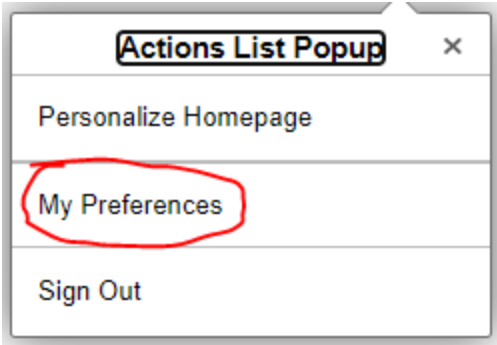 Actions List Popup ×
Personalize Homepage
My Preferences
Sign Out